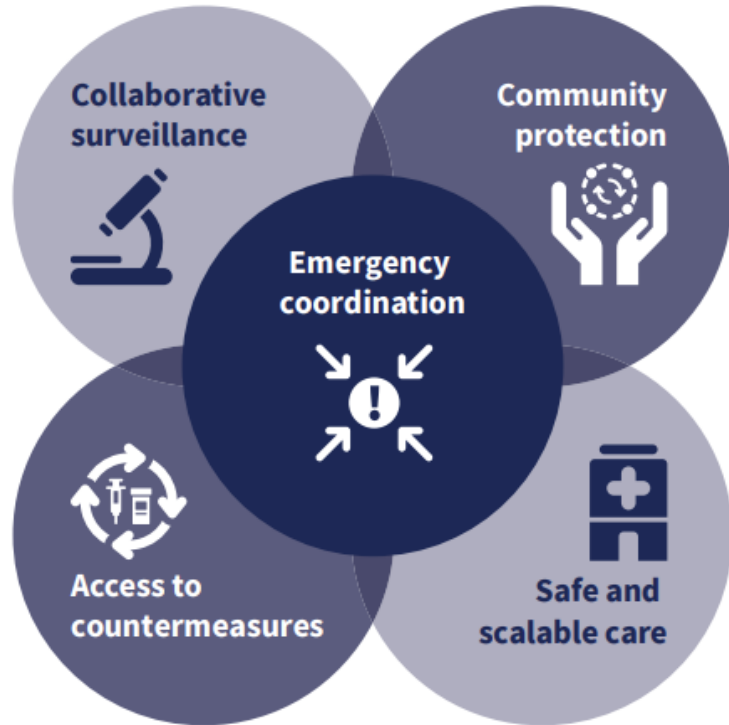 Collaborative
surveillance
Community
protection
Emergency
coordination
Access to
countermeasures
Safe and
scalable care